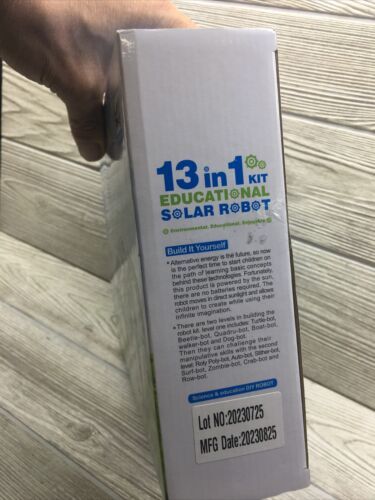 13 in 1 KIT
EDUCATIONAL
SOLAR ROBOT
Environmental, Educational, Enjoyable
Build It Yourself
• Alternative energy is the future, so now
is the perfect time to start children on
the path of learning basic concepts
behind these technologies. Fortunately,
this product is powered by the sun,
there are no batteries required. The
robot moves in direct sunlight and allows
children to create while using their
infinite imagination.
• There are two levels in building the
robot kit. level one includes: Turtle-bot,
Beetle-bot, Quadru-bot, Boat-bot,
walker-bot and Dog-bot.
Then they can challenge their
manipulative skills with the second
level: Roly Poly-bot, Auto-bot, Slither-bot,
Surf-bot, Zombie-bot, Crab-bot and
Row-bot.
Science & education DIY ROBOT
Lot NO:20230725
MFG Date:20230825